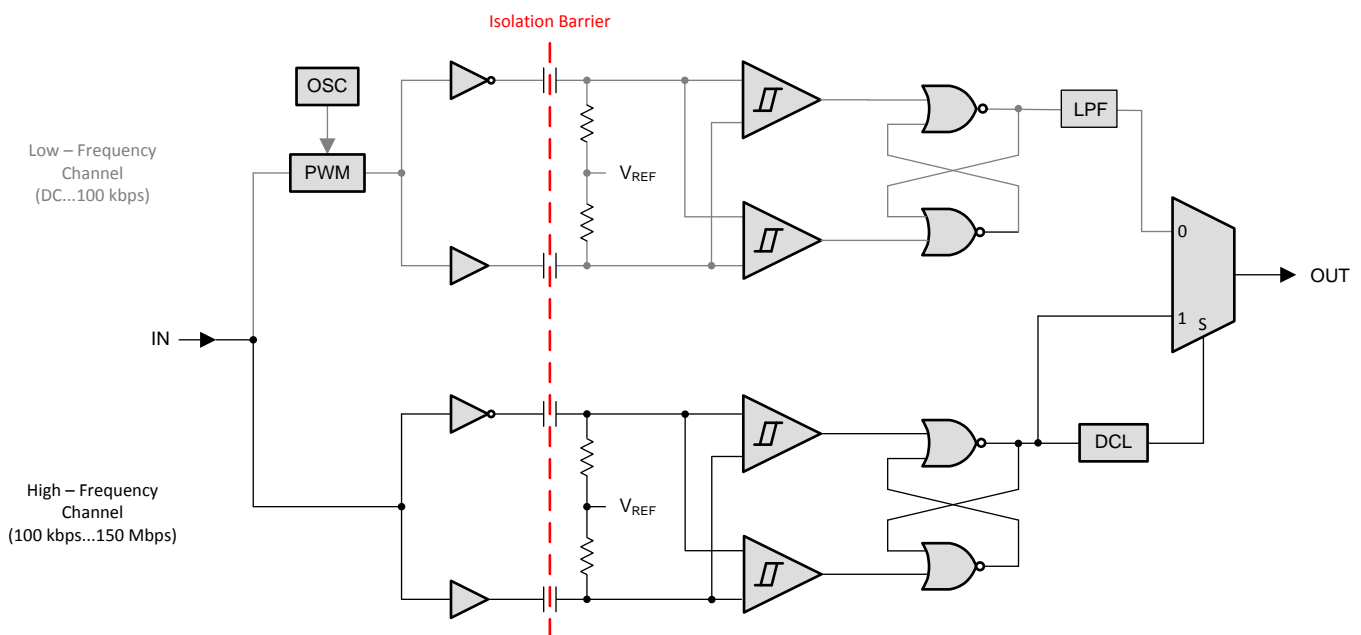 Isolation Barrier
OSC
Low – Frequency
Channel
(DC...100 kbps)
PWM
VREF
LPF
0
OUT
1
S
IN
DCL
High – Frequency
Channel
(100 kbps...150 Mbps)
VREF